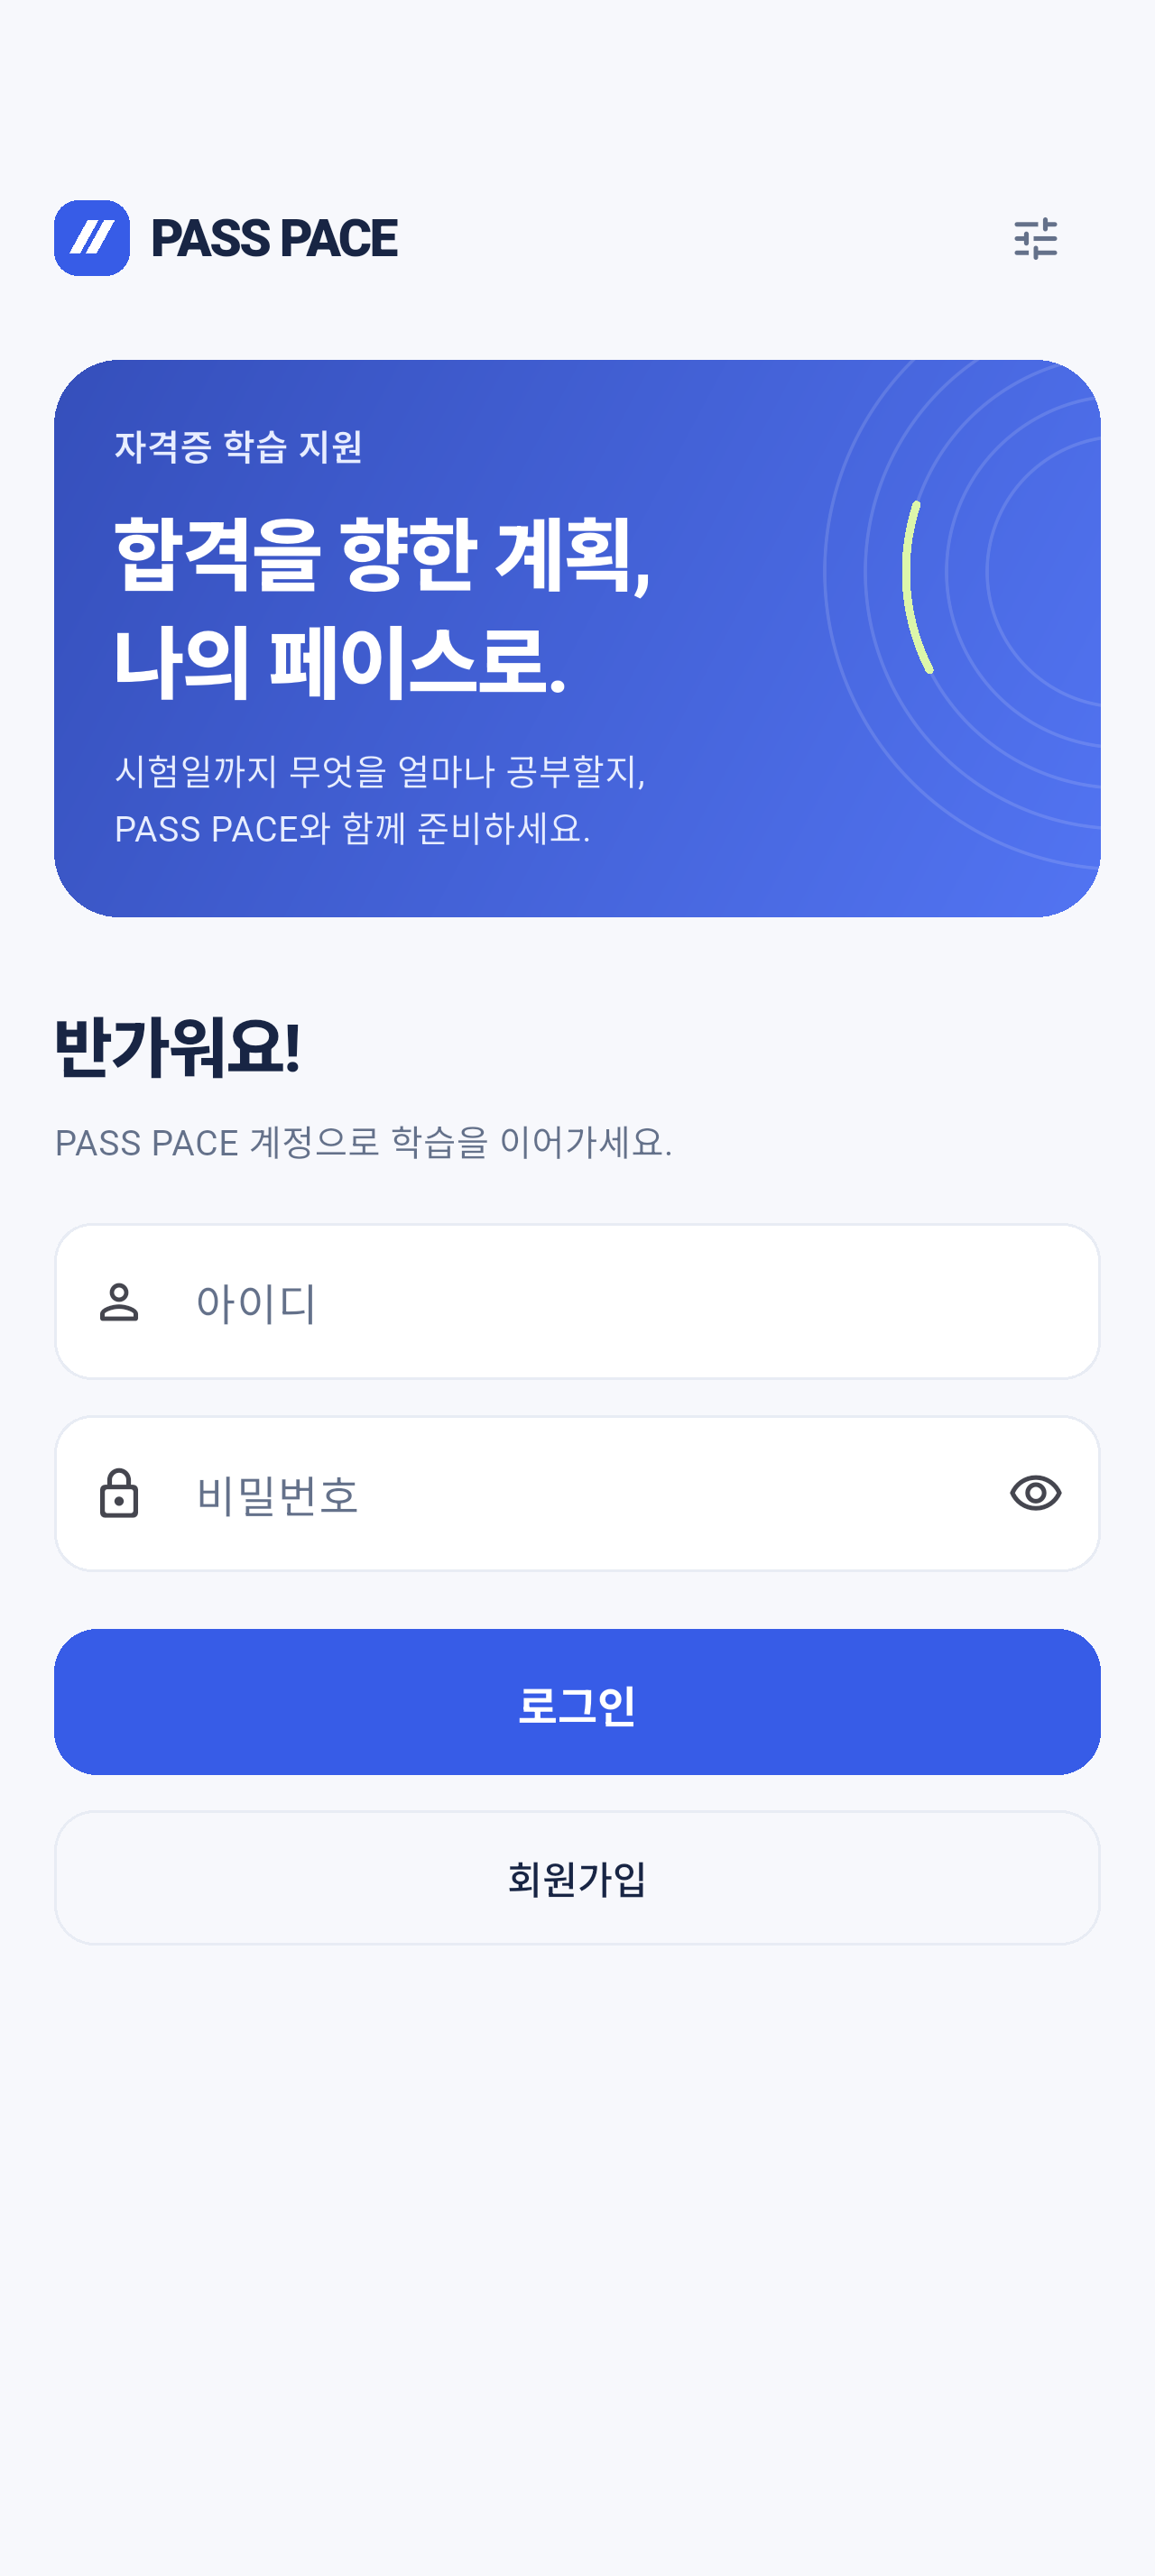 PASS PACE
자격증 학습 지원
합격을 향한 계획,
나의 페이스로.
시험일까지 무엇을 얼마나 공부할지,
PASS PACE와 함께 준비하세요.
반가워요!
PASS PACE 계정으로 학습을 이어가세요.
아이디
비밀번호
로그인
회원가입